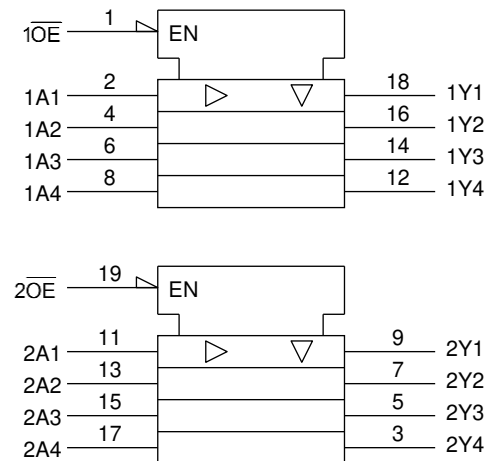 1OE 1 EN
1A1 2 18 1Y1
1A2 4 16 1Y2
1A3 6 14 1Y3
1A4 8 12 1Y4
2OE 19 EN
2A1 11 9 2Y1
2A2 13 7 2Y2
2A3 15 5 2Y3
2A4 17 3 2Y4